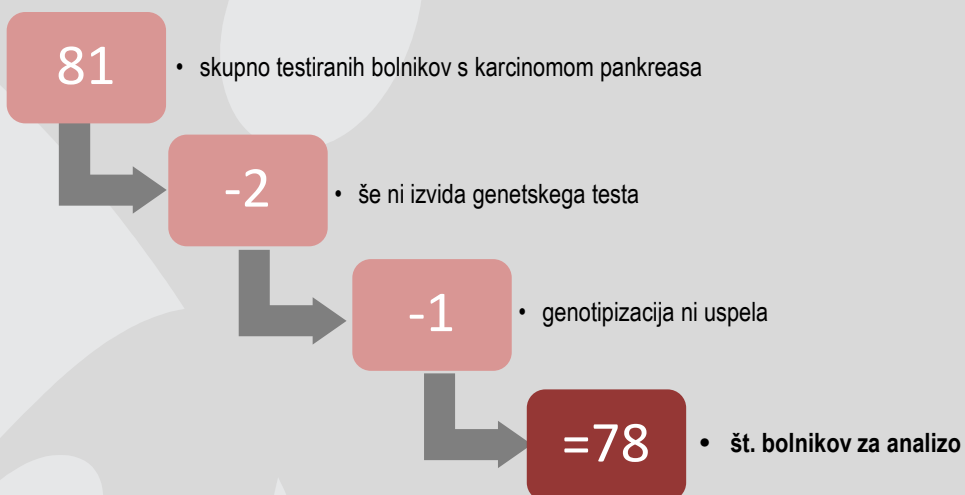 81
• skupno testiranih bolnikov s karcinomom pankreasa
-2
• še ni izvida genetskega testa
-1
• genotipizacija ni uspela
=78
• št. bolnikov za analizo